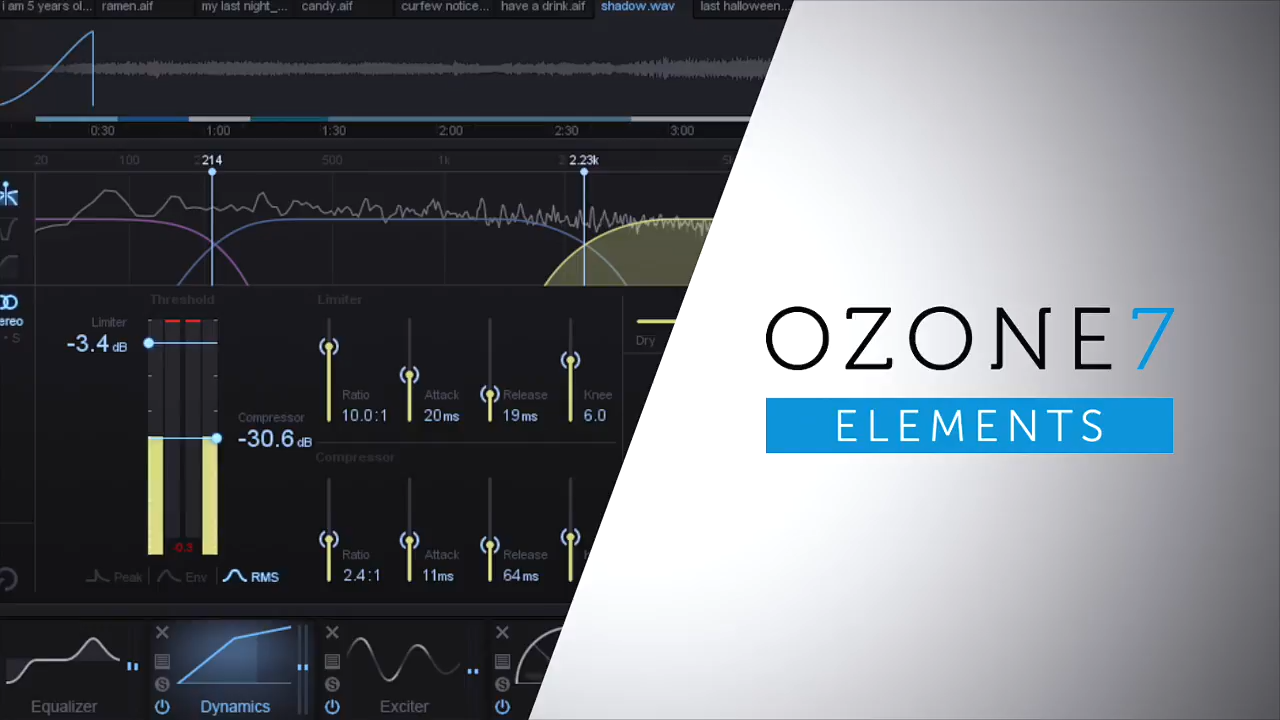 i am 5 years ol... ramen.aif my last night_... candy.aif curfew notice... have a drink.aif shadow.wav last halloween...
0:30 1:00 1:30 2:00 2:30 3:00
20 100 214 500 1k 2.23k
Threshold Limiter
Limiter
-3.4 dB
ereo
S
Dry
Ratio Attack Release Knee
10.0:1 20ms 19ms 6.0
Compressor
-30.6 dB
Compressor
-0.3
Ratio Attack Release
2.4:1 11ms 64ms
Peak Env RMS
S S S
Equalizer Dynamics Exciter
OZONE 7
ELEMENTS